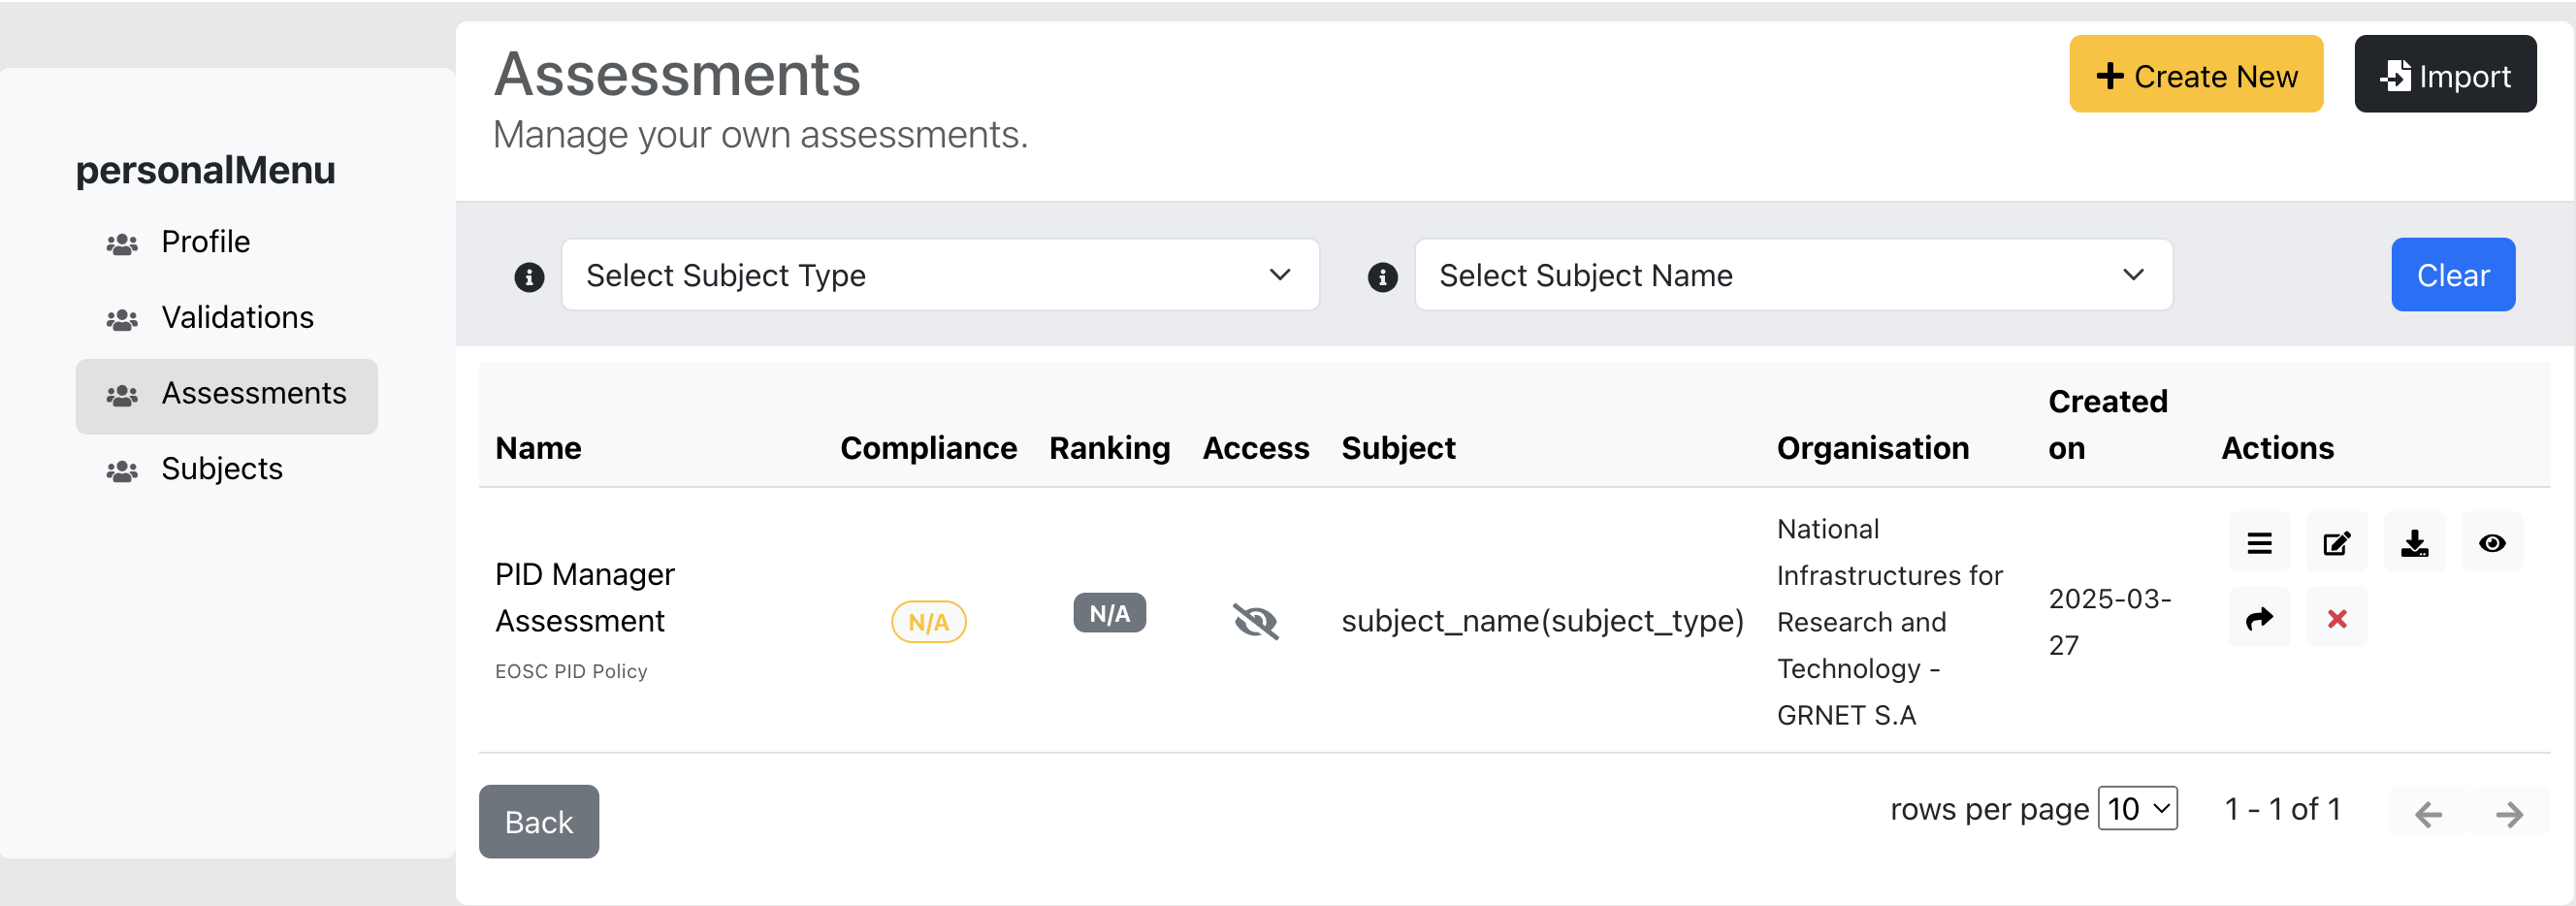 Assessments
Manage your own assessments.
Create New
Import
personalMenu
Profile
Validations
Assessments
Subjects
Select Subject Type
Select Subject Name
Clear
Name
Compliance
Ranking
Access
Subject
Organisation
Created
on
Actions
PID Manager
Assessment
EOSC PID Policy
N/A
N/A
subject_name(subject_type)
National
Infrastructures for
Research and
Technology -
GRNET S.A
2025-03-
27
Back
rows per page 10
1 - 1 of 1